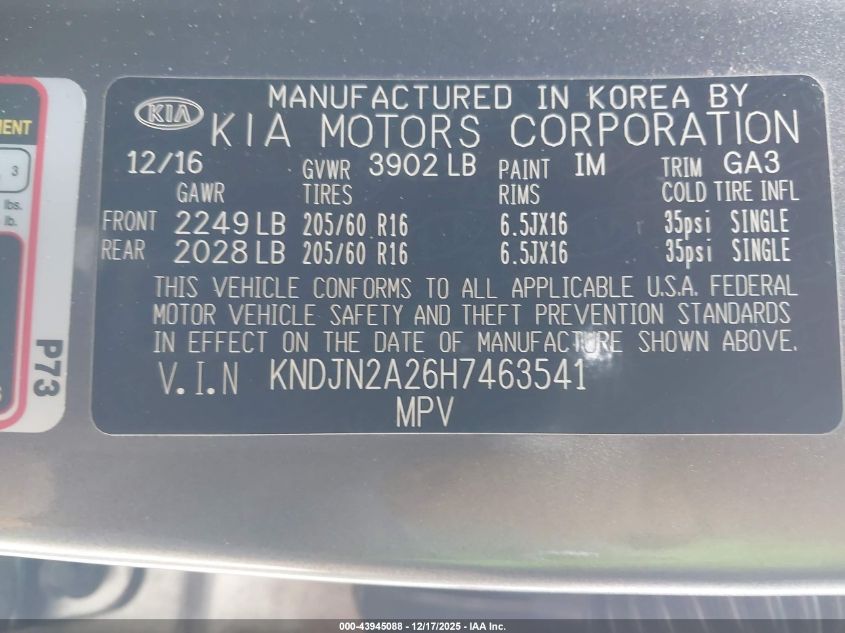 MENT
3
lbs.
lb.
P73
KIA
MANUFACTURED IN KOREA BY
KIA MOTORS CORPORATION
12/16 GVWR 3902 LB PAINT IM TRIM GA3
GAWR TIRES RIMS COLD TIRE INFL
FRONT 2249 LB 205/60 R16 6.5JX16 35psi SINGLE
REAR 2028 LB 205/60 R16 6.5JX16 35psi SINGLE
THIS VEHICLE CONFORMS TO ALL APPLICABLE U.S.A. FEDERAL
MOTOR VEHICLE SAFETY AND THEFT PREVENTION STANDARDS
IN EFFECT ON THE DATE OF MANUFACTURE SHOWN ABOVE.
V.I.N KNDJN2A26H7463541
MPV
000-43945088 - 12/17/2025 - IAA Inc.